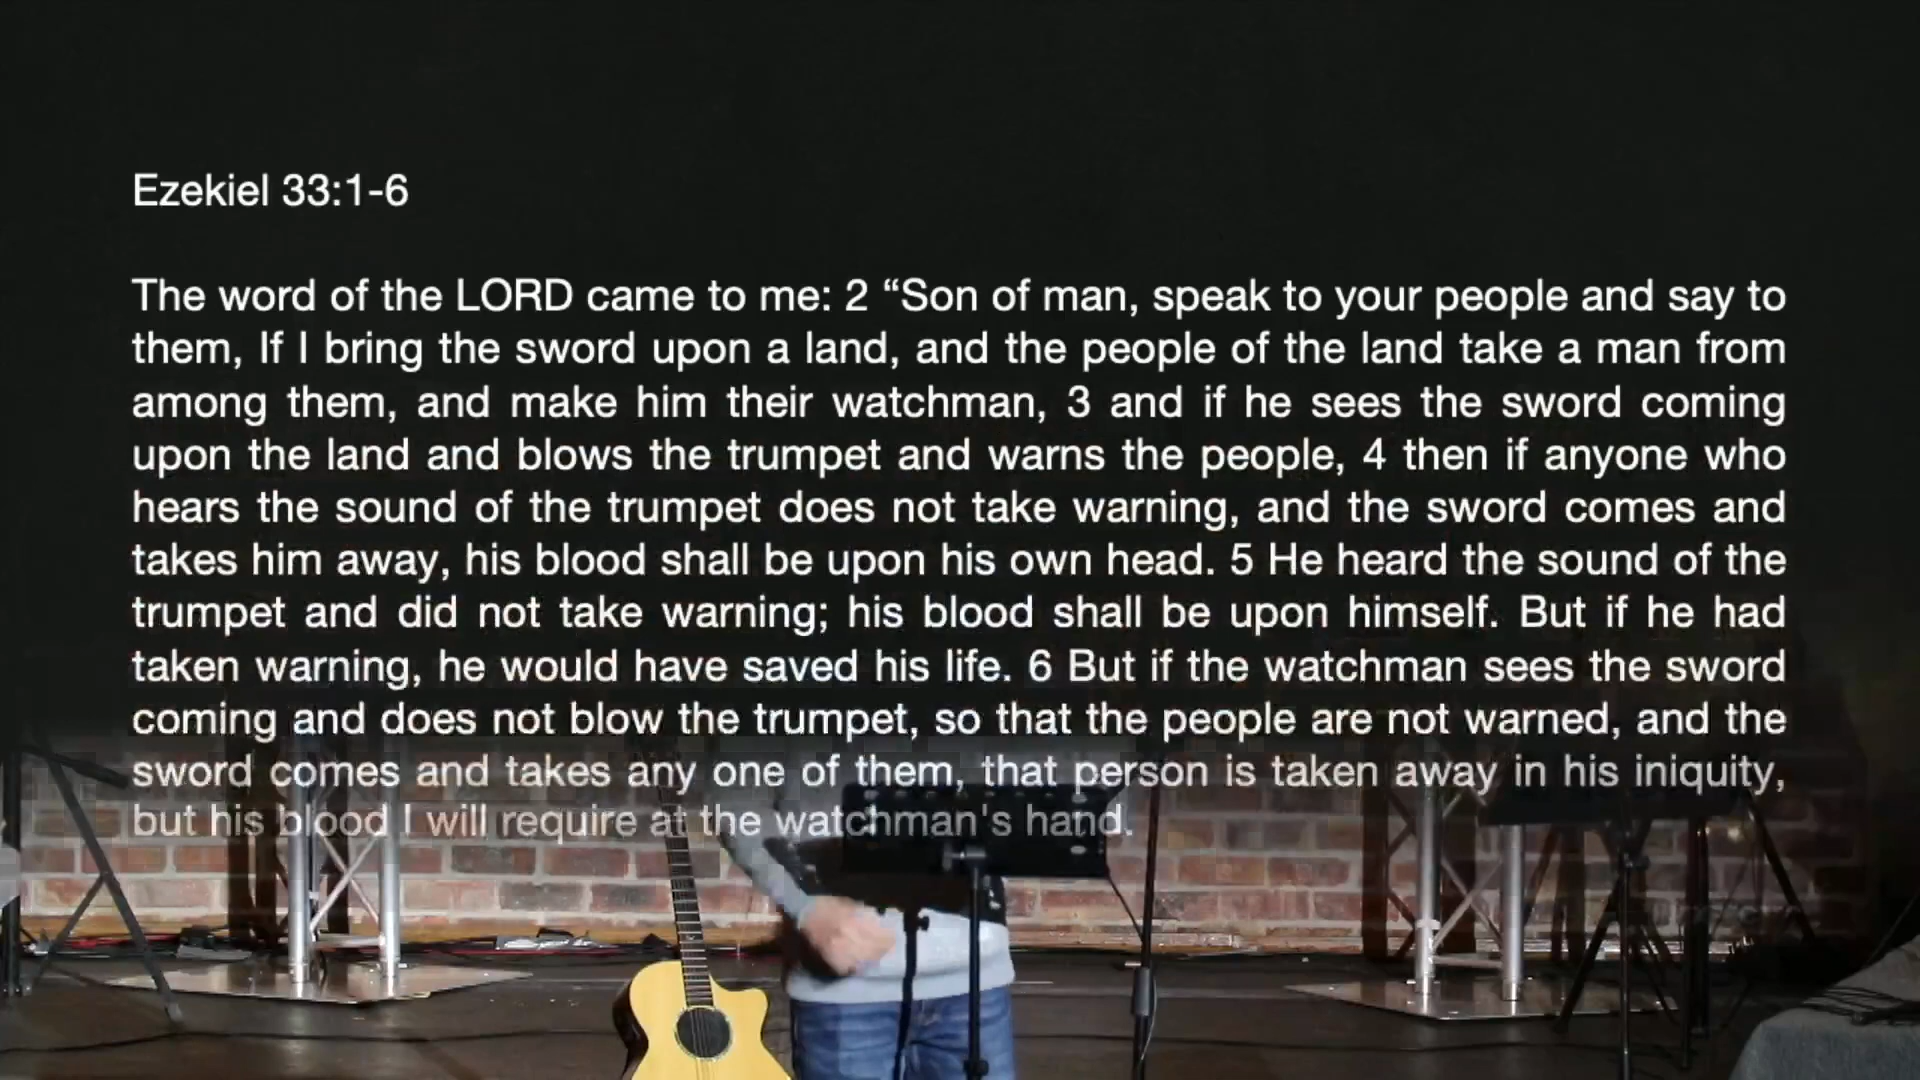 Ezekiel 33:1-6
The word of the LORD came to me: 2 “Son of man, speak to your people and say to
them, If I bring the sword upon a land, and the people of the land take a man from
among them, and make him their watchman, 3 and if he sees the sword coming
upon the land and blows the trumpet and warns the people, 4 then if anyone who
hears the sound of the trumpet does not take warning, and the sword comes and
takes him away, his blood shall be upon his own head. 5 He heard the sound of the
trumpet and did not take warning; his blood shall be upon himself. But if he had
taken warning, he would have saved his life. 6 But if the watchman sees the sword
coming and does not blow the trumpet, so that the people are not warned, and the
sword comes and takes any one of them, that person is taken away in his iniquity,
but his blood I will require at the watchman's hand.